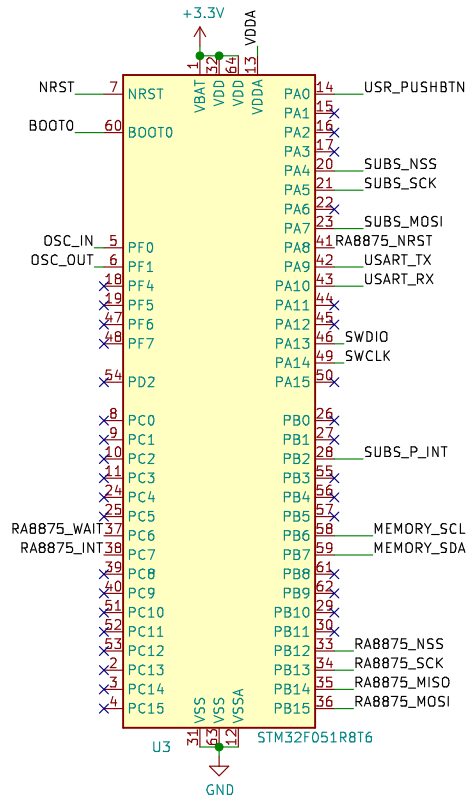 +3.3V
VDDA
1 32 64 13
VBAT VDD VDD VDDA
NRST 7 NRST PA0 14 USR_PUSHBTN
PA1 15
BOOT0 60 BOOT0 PA2 16
PA3 17
PA4 20 SUBS_NSS
PA5 21 SUBS_SCK
PA6 22
PA7 23 SUBS_MOSI
OSC_IN 5 PF0 PA8 41 RA8875_NRST
OSC_OUT 6 PF1 PA9 42 USART_TX
18 PF4 PA10 43 USART_RX
19 PF5 PA11 44
47 PF6 PA12 45
48 PF7 PA13 46 SWDIO
PA14 49 SWCLK
54 PD2 PA15 50
8 PC0 PB0 26
9 PC1 PB1 27
10 PC2 PB2 28 SUBS_P_INT
11 PC3 PB3 55
24 PC4 PB4 56
25 PC5 PB5 57
RA8875_WAIT 37 PC6 PB6 58 MEMORY_SCL
RA8875_INT 38 PC7 PB7 59 MEMORY_SDA
39 PC8 PB8 61
40 PC9 PB9 62
51 PC10 PB10 29
52 PC11 PB11 30
53 PC12 PB12 33 RA8875_NSS
2 PC13 PB13 34 RA8875_SCK
3 PC14 PB14 35 RA8875_MISO
4 PC15 PB15 36 RA8875_MOSI
VSS VSS VSSA
31 63 12
U3 STM32F051R8T6
GND